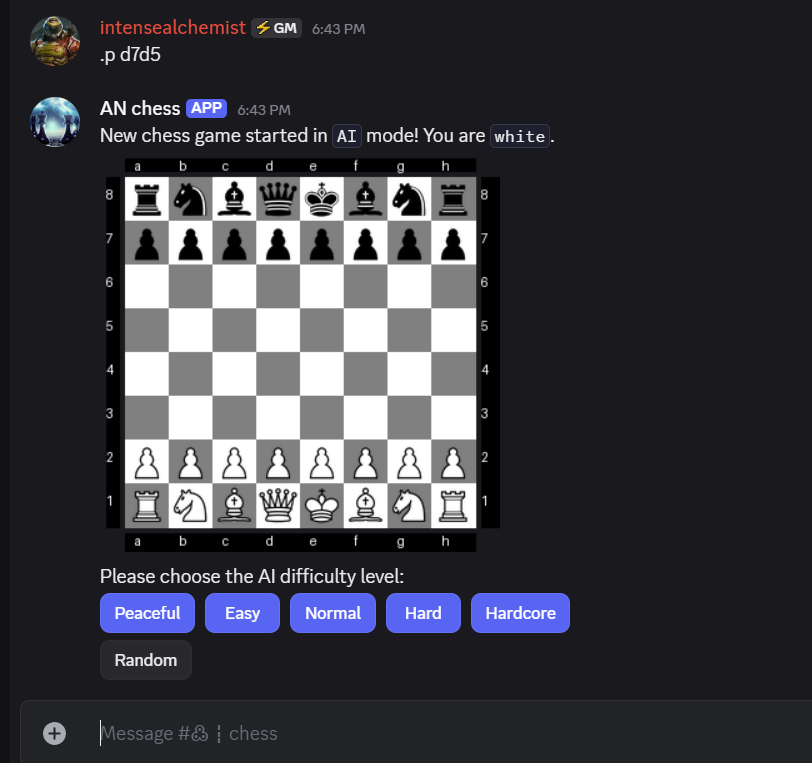 intensealchemist ⚡GM 6:43 PM
.p d7d5
AN chess APP 6:43 PM
New chess game started in AI mode! You are white.
a b c d e f g h
8 8
7 7
6 6
5 5
4 4
3 3
2 2
1 1
a b c d e f g h
Please choose the AI difficulty level:
Peaceful Easy Normal Hard Hardcore
Random
Message #♙ ¦ chess